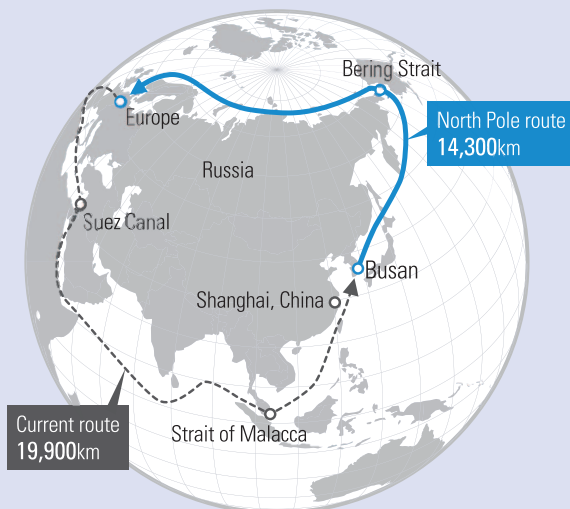 Bering Strait
North Pole route
14,300km
Europe
Russia
Suez Canal
Busan
Shanghai, China
Current route
19,900km
Strait of Malacca